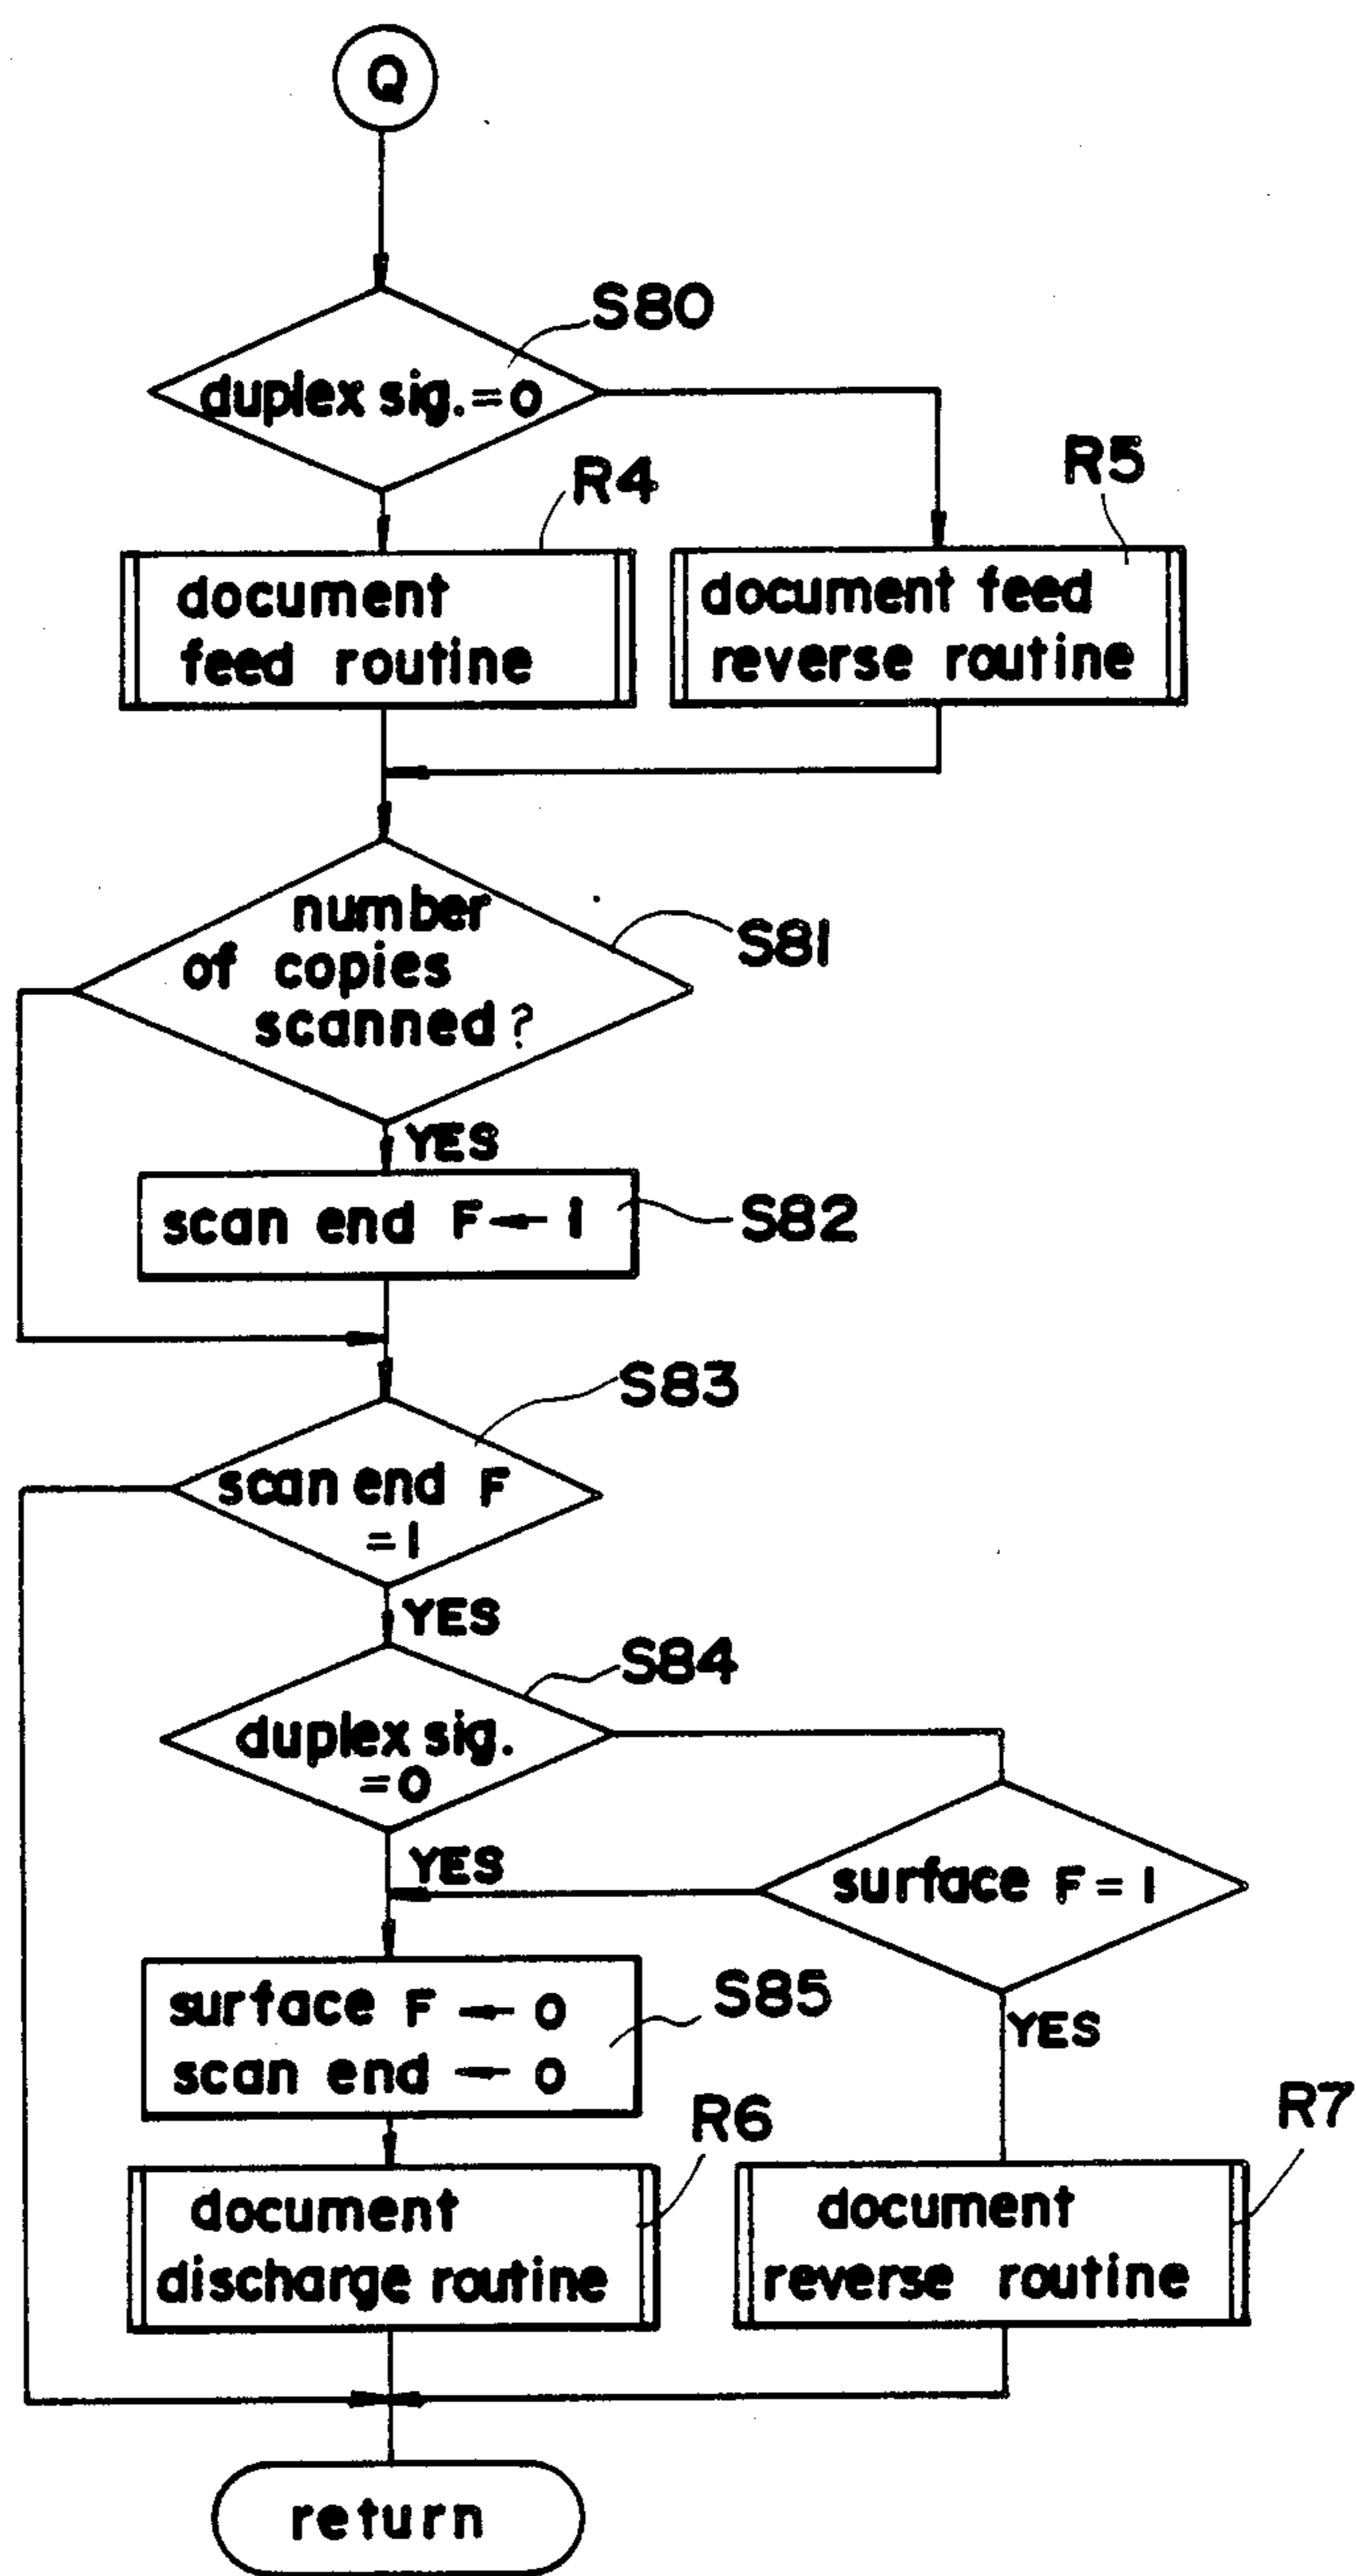 Q
S80
duplex sig.=0
R4
R5
document
feed routine
document feed
reverse routine
number
of copies
scanned?
S81
YES
scan end F←1
S82
S83
scan end F
=1
YES
S84
duplex sig.
=0
YES
surface F=1
surface F←0
scan end←0
S85
YES
R6
R7
document
discharge routine
document
reverse routine
return